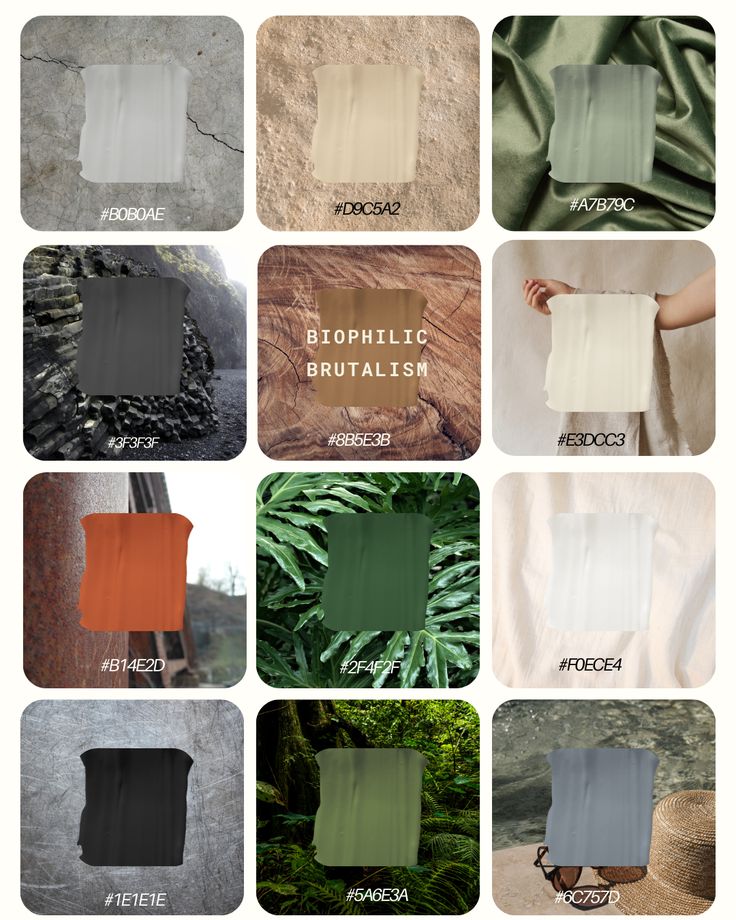 #B0B0AE
#D9C5A2
#A7B79C
#3F3F3F
BIOPHILIC
BRUTALISM
#8B5E3B
#E3DCC3
#B14E2D
#2F4F2F
#F0ECE4
#1E1E1E
#5A6E3A
#6C757D